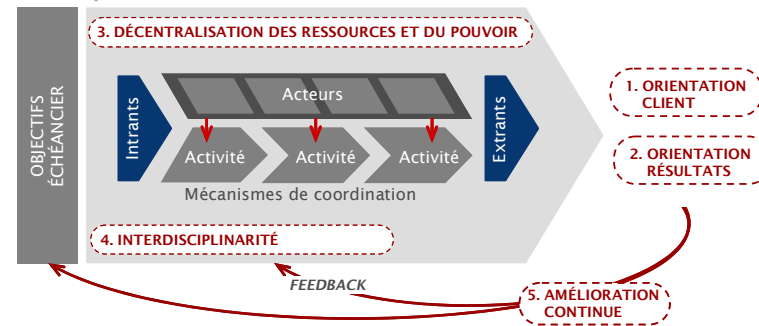 3. DÉCENTRALISATION DES RESSOURCES ET DU POUVOIR
OBJECTIFS
ÉCHÉANCIER
Intrants
Acteurs
Activité
Activité
Activité
Extrants
Mécanismes de coordination
1. ORIENTATION
CLIENT
2. ORIENTATION
RÉSULTATS
4. INTERDISCIPLINARITÉ
FEEDBACK
5. AMÉLIORATION
CONTINUE